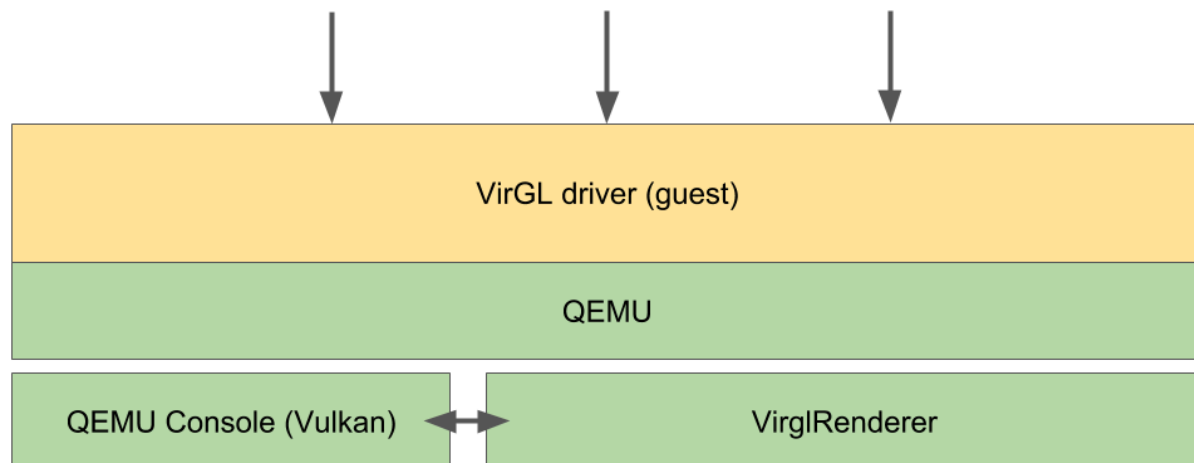 VirGL driver (guest)
QEMU
QEMU Console (Vulkan)
VirglRenderer